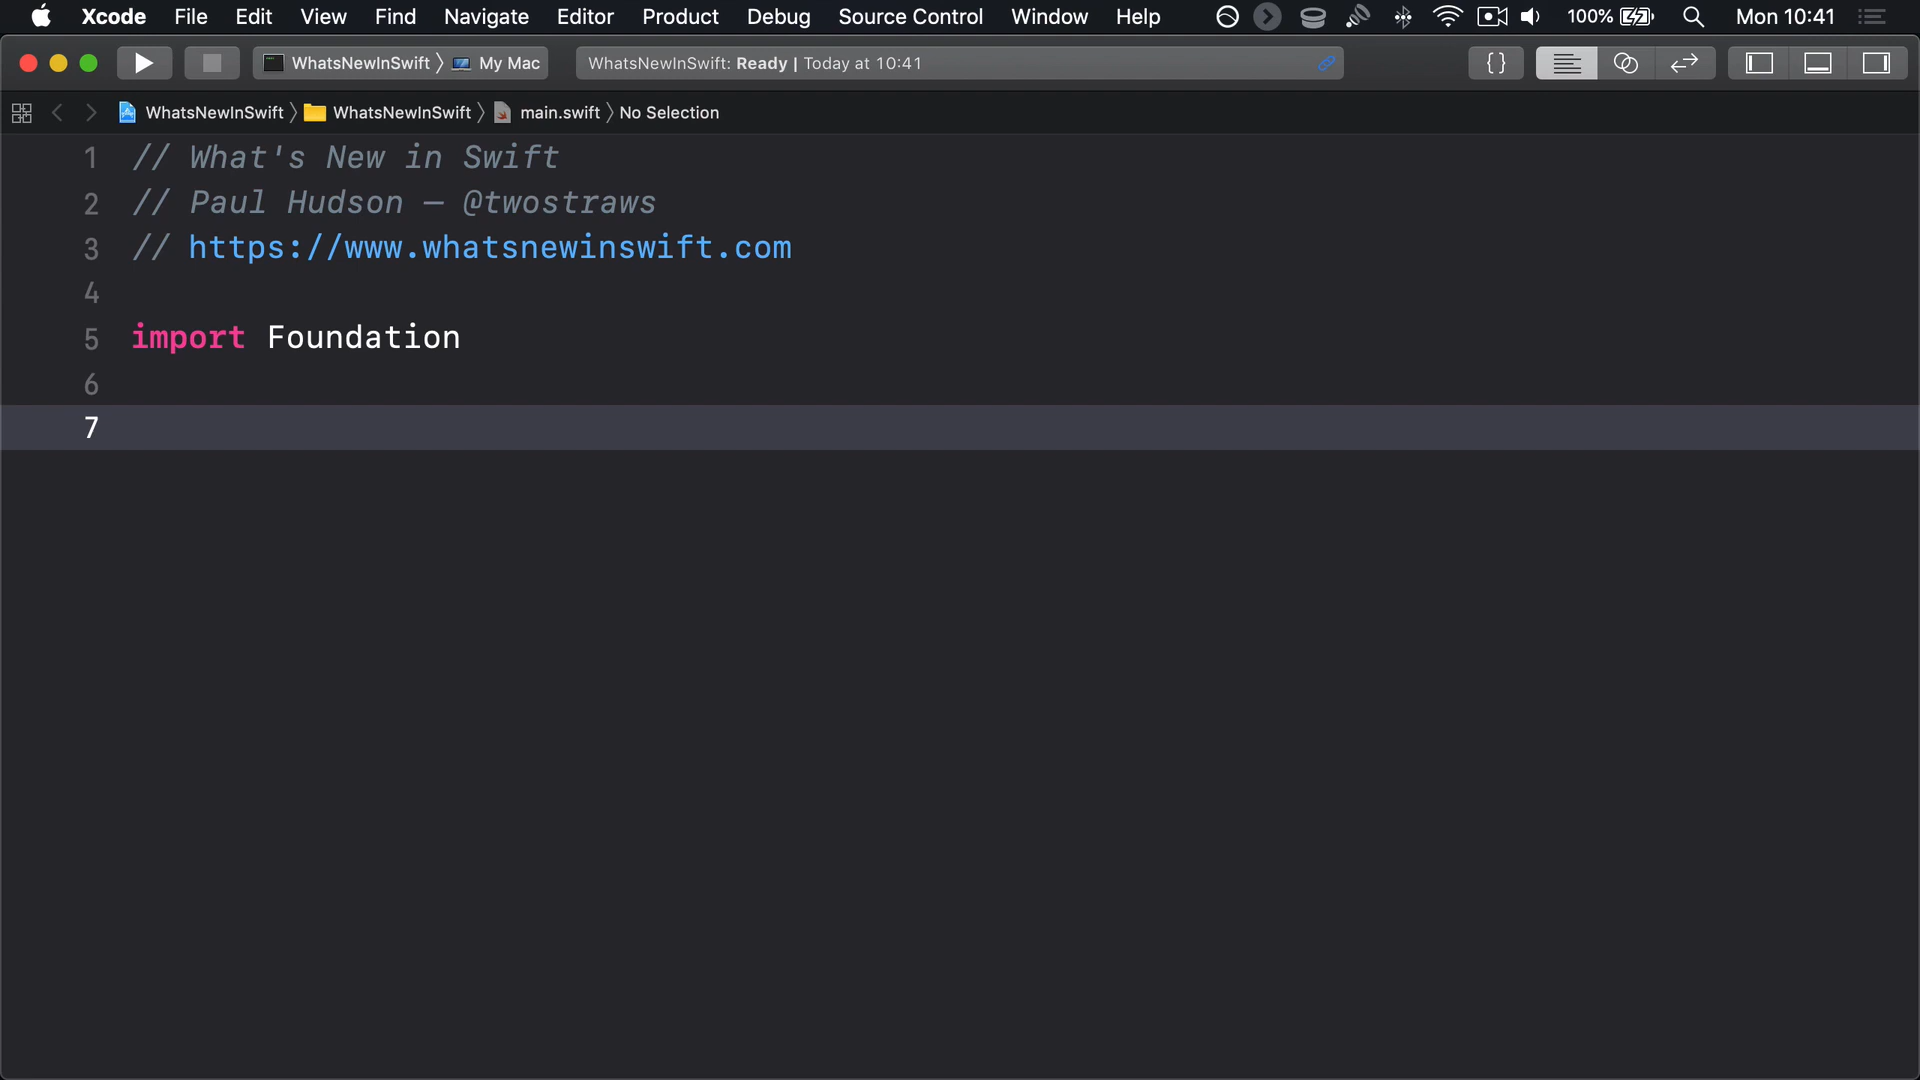 Xcode File Edit View Find Navigate Editor Product Debug Source Control Window Help 100% Mon 10:41
WhatsNewInSwift 〉 My Mac WhatsNewInSwift: Ready | Today at 10:41 {}
WhatsNewInSwift 〉 WhatsNewInSwift 〉 main.swift 〉 No Selection
1 // What's New in Swift
2 // Paul Hudson — @twostraws
3 // https://www.whatsnewinswift.com
4
5 import Foundation
6
7